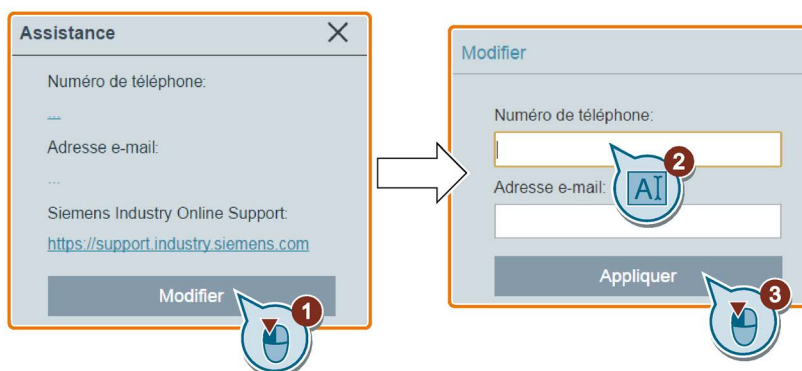 Assistance
Numéro de téléphone:
...
Adresse e-mail:
...
Siemens Industry Online Support:
https://support.industry.siemens.com
Modifier
1
Modifier
Numéro de téléphone:
2
Adresse e-mail:
A
Appliquer
3